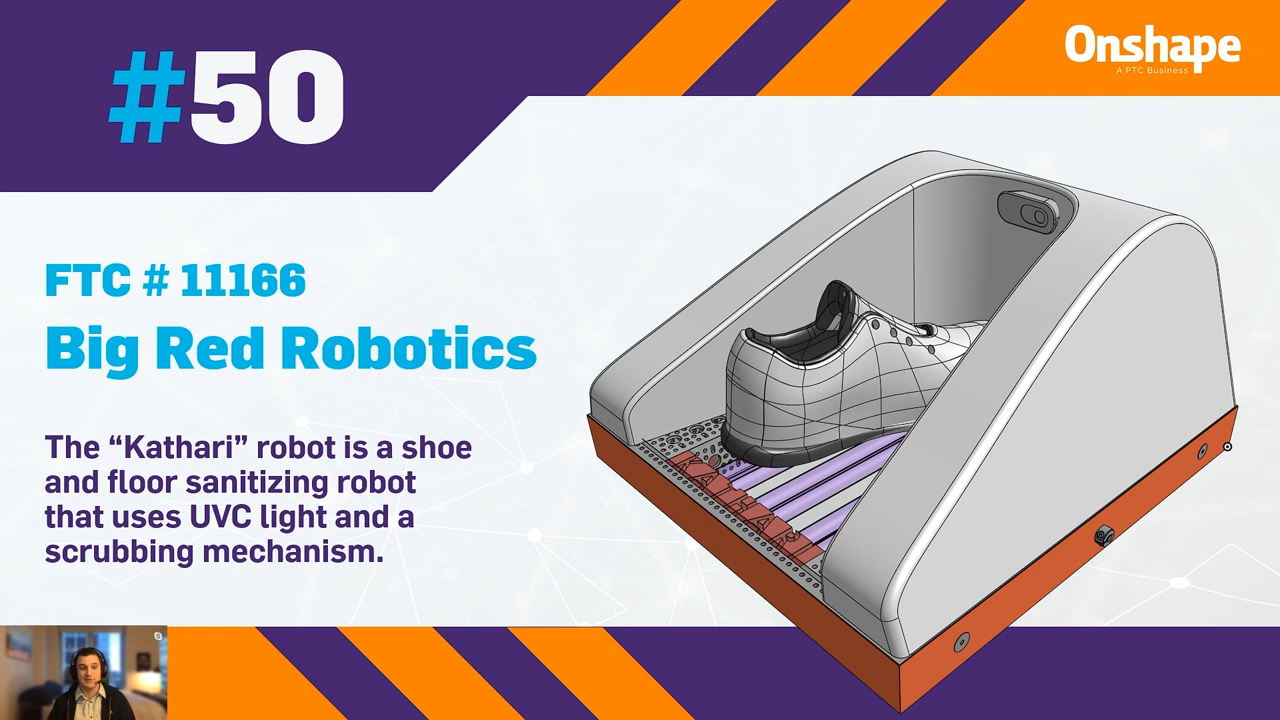 #50
Onshape
A PTC Business
FTC # 11166
Big Red Robotics
The “Kathari” robot is a shoe
and floor sanitizing robot
that uses UVC light and a
scrubbing mechanism.
KATHARI